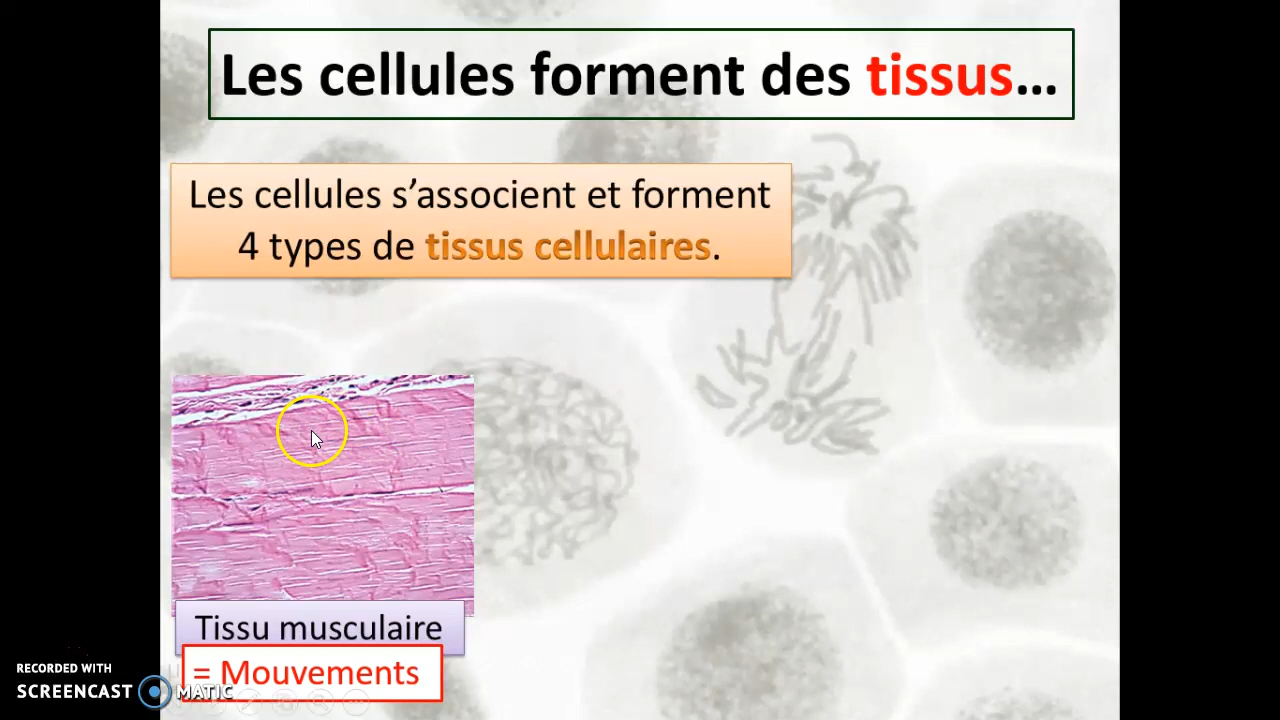 Les cellules forment des tissus...
Les cellules s’associent et forment
4 types de tissus cellulaires.
Tissu musculaire
= Mouvements
RECORDED WITH
SCREENCAST MATIC